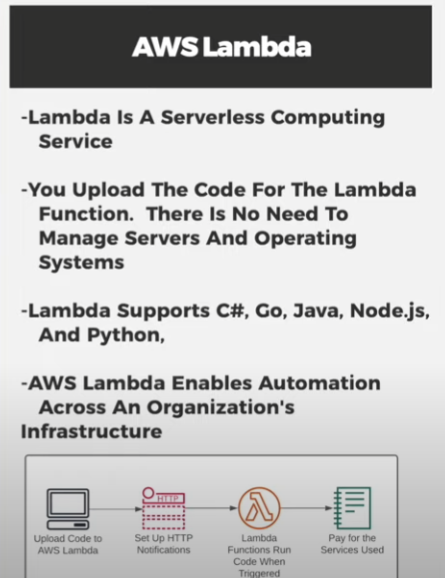 AWS Lambda
-Lambda Is A Serverless Computing
Service
-You Upload The Code For The Lambda
Function. There Is No Need To
Manage Servers And Operating
Systems
-Lambda Supports C#, Go, Java, Node.js,
And Python,
-AWS Lambda Enables Automation
Across An Organization's
Infrastructure
HTTP
Upload Code to
AWS Lambda
Set Up HTTP
Notifications
Lambda
Functions Run
Code When
Triggered
Pay for the
Services Used